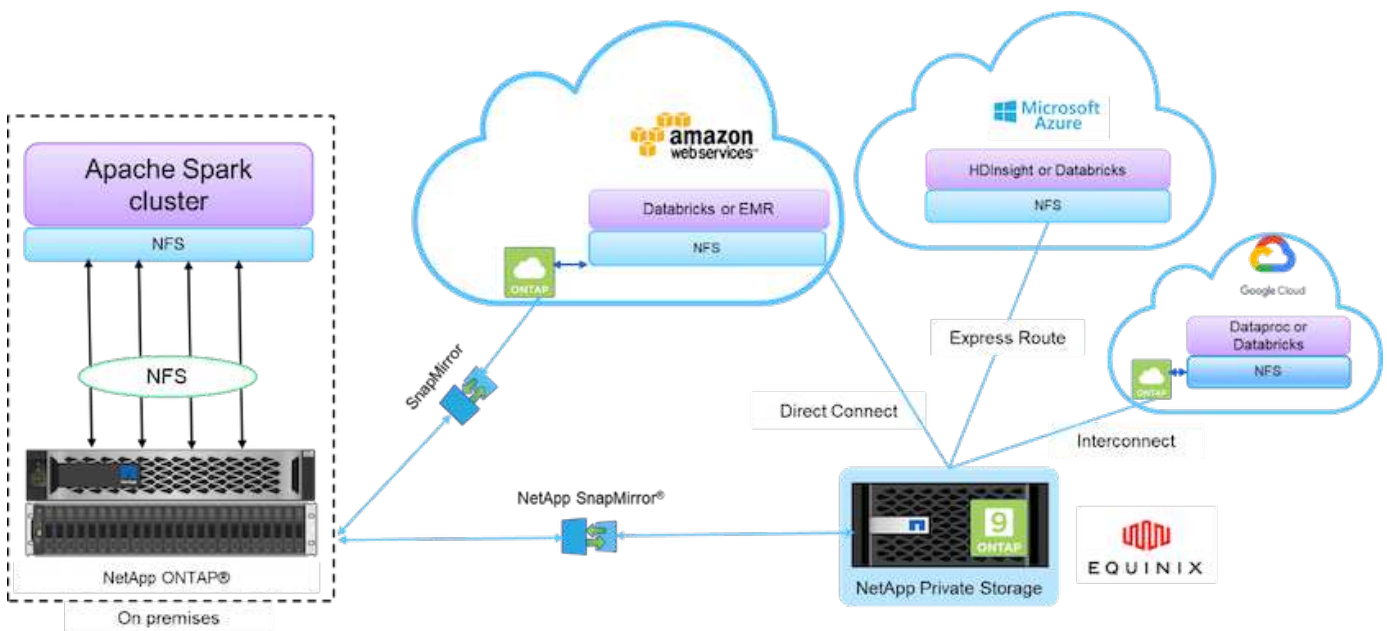 Apache Spark
cluster
NFS
NFS
NetApp ONTAP®
On premises
SnapMirror
NetApp SnapMirror®
amazon
webservices™
Databricks or EMR
NFS
ONTAP
Microsoft
Azure
HDInsight or Databricks
NFS
Google Cloud
Dataproc or
Databricks
NFS
ONTAP
Express Route
Direct Connect
Interconnect
9
ONTAP
NetApp Private Storage
EQUINIX